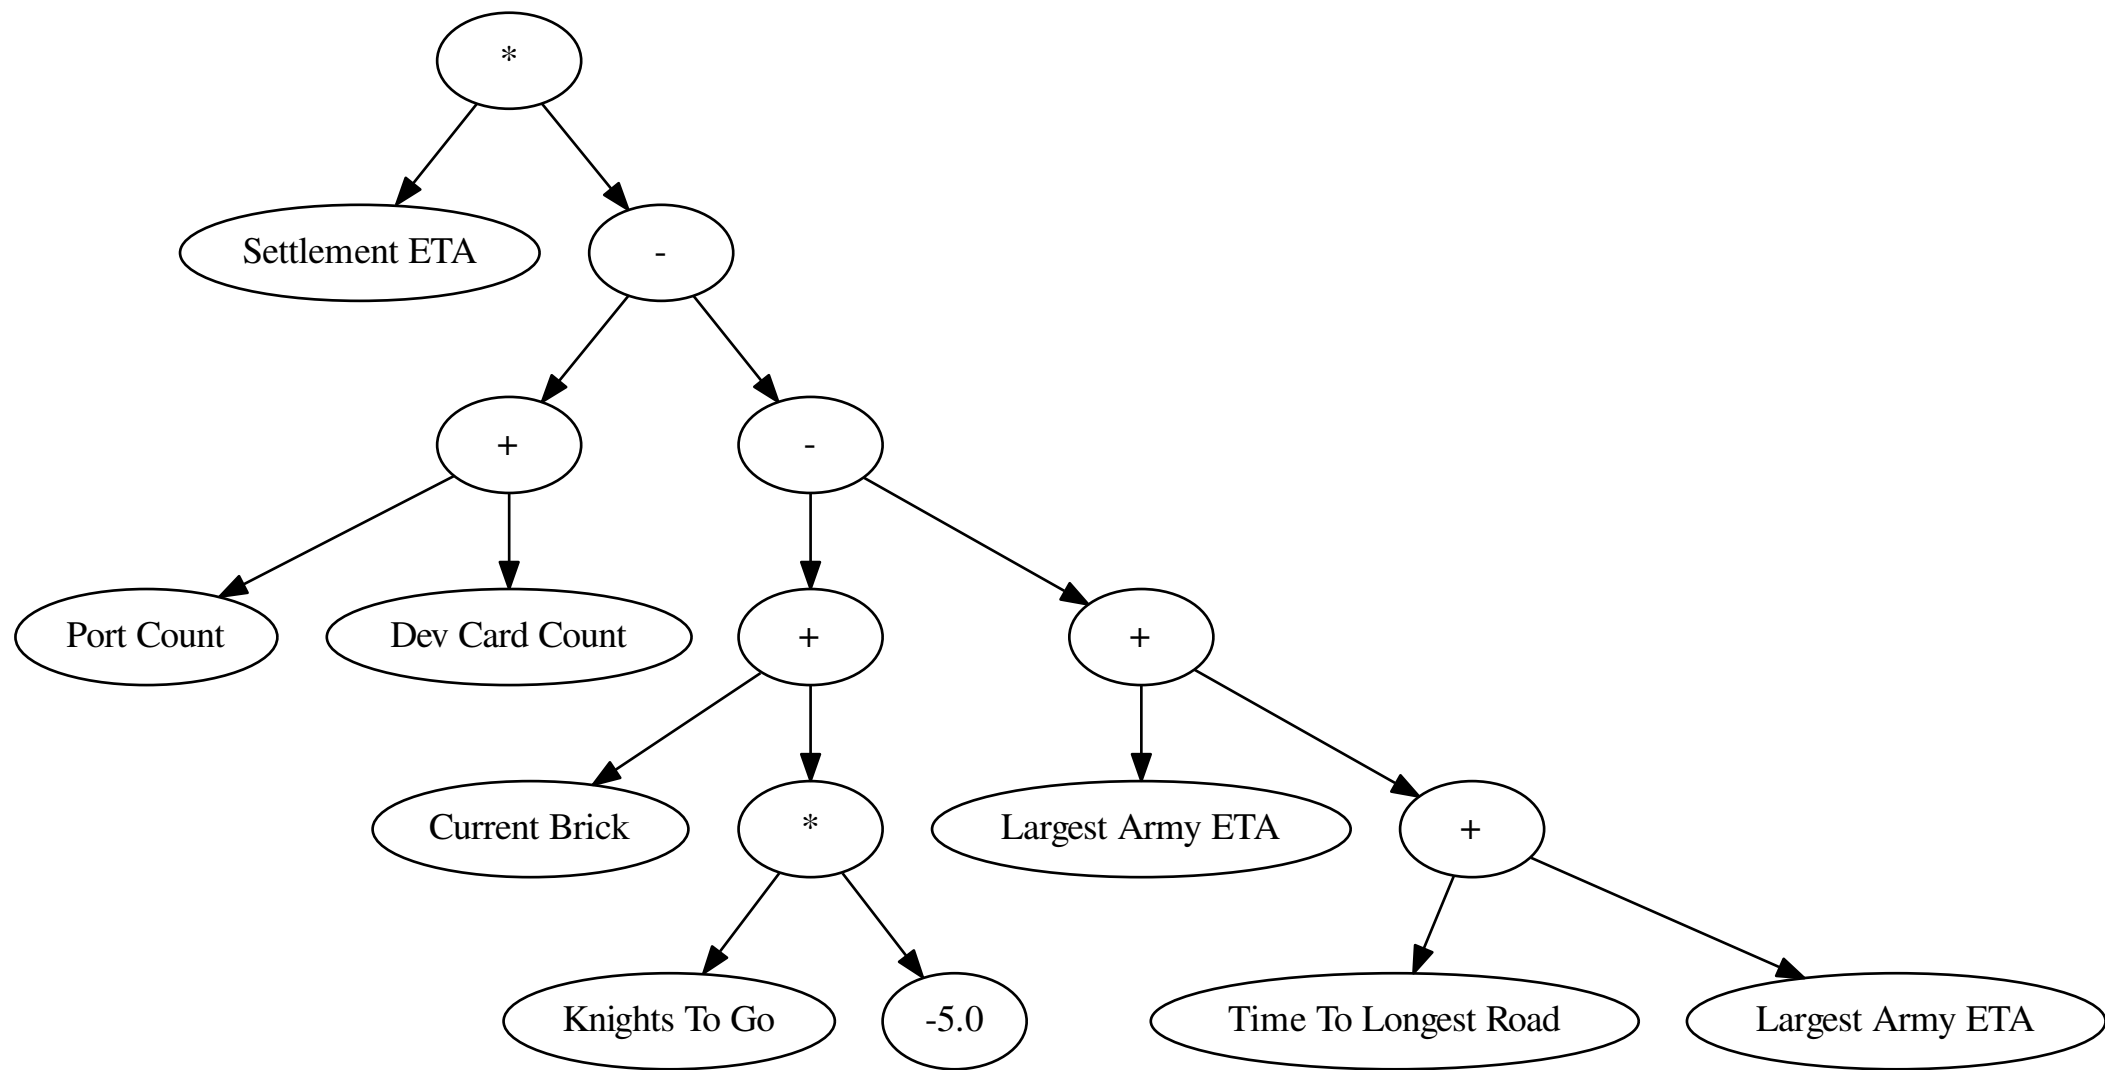 *
Settlement ETA
-
+
-
Port Count
Dev Card Count
+
+
Current Brick
*
Largest Army ETA
+
Knights To Go
-5.0
Time To Longest Road
Largest Army ETA